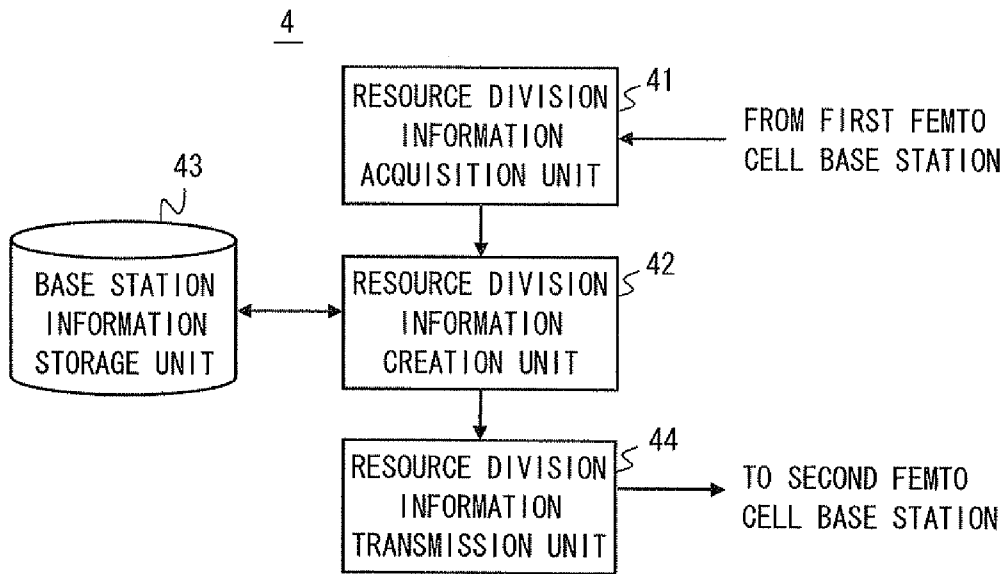 4
RESOURCE DIVISION
INFORMATION
ACQUISITION UNIT
41
FROM FIRST FEMTO
CELL BASE STATION
43
BASE STATION
INFORMATION
STORAGE UNIT
RESOURCE DIVISION
INFORMATION
CREATION UNIT
42
RESOURCE DIVISION
INFORMATION
TRANSMISSION UNIT
44
TO SECOND FEMTO
CELL BASE STATION